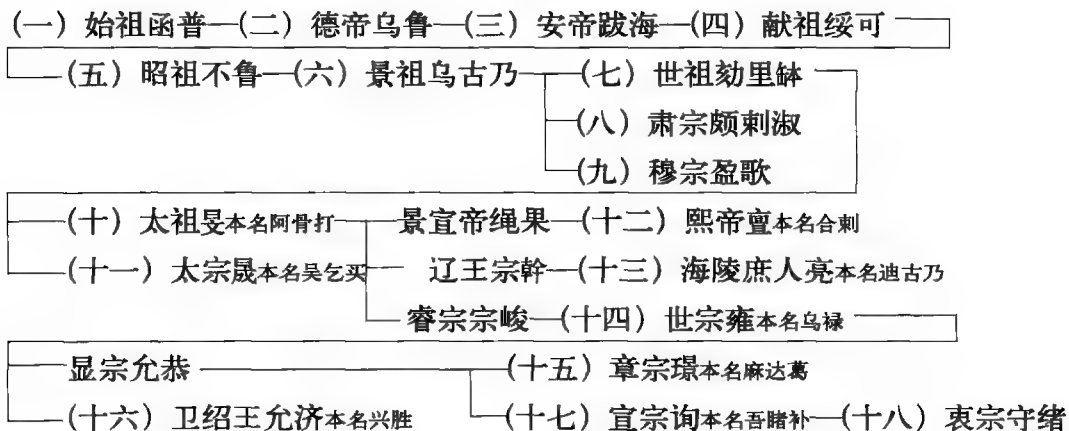 (一) 始祖函普—(二) 德帝乌鲁—(三) 安帝跋海—(四) 献祖绥可
(五) 昭祖不鲁—(六) 景祖乌古乃—(七) 世祖劾里缽
(八) 肃宗颇剌淑
(九) 穆宗盈歌
(十) 太祖旻本名阿骨打—景宣帝绳果—(十二) 熙帝亶本名合剌
(十一) 太宗晟本名吴乞买 辽王宗幹—(十三) 海陵庶人亮本名迪古乃
睿宗宗峻—(十四) 世宗雍本名乌禄
显宗允恭—(十五) 章宗璟本名麻达葛
(十六) 卫绍王允济本名兴胜 (十七) 宣宗询本名吾睹补—(十八) 哀宗守绪